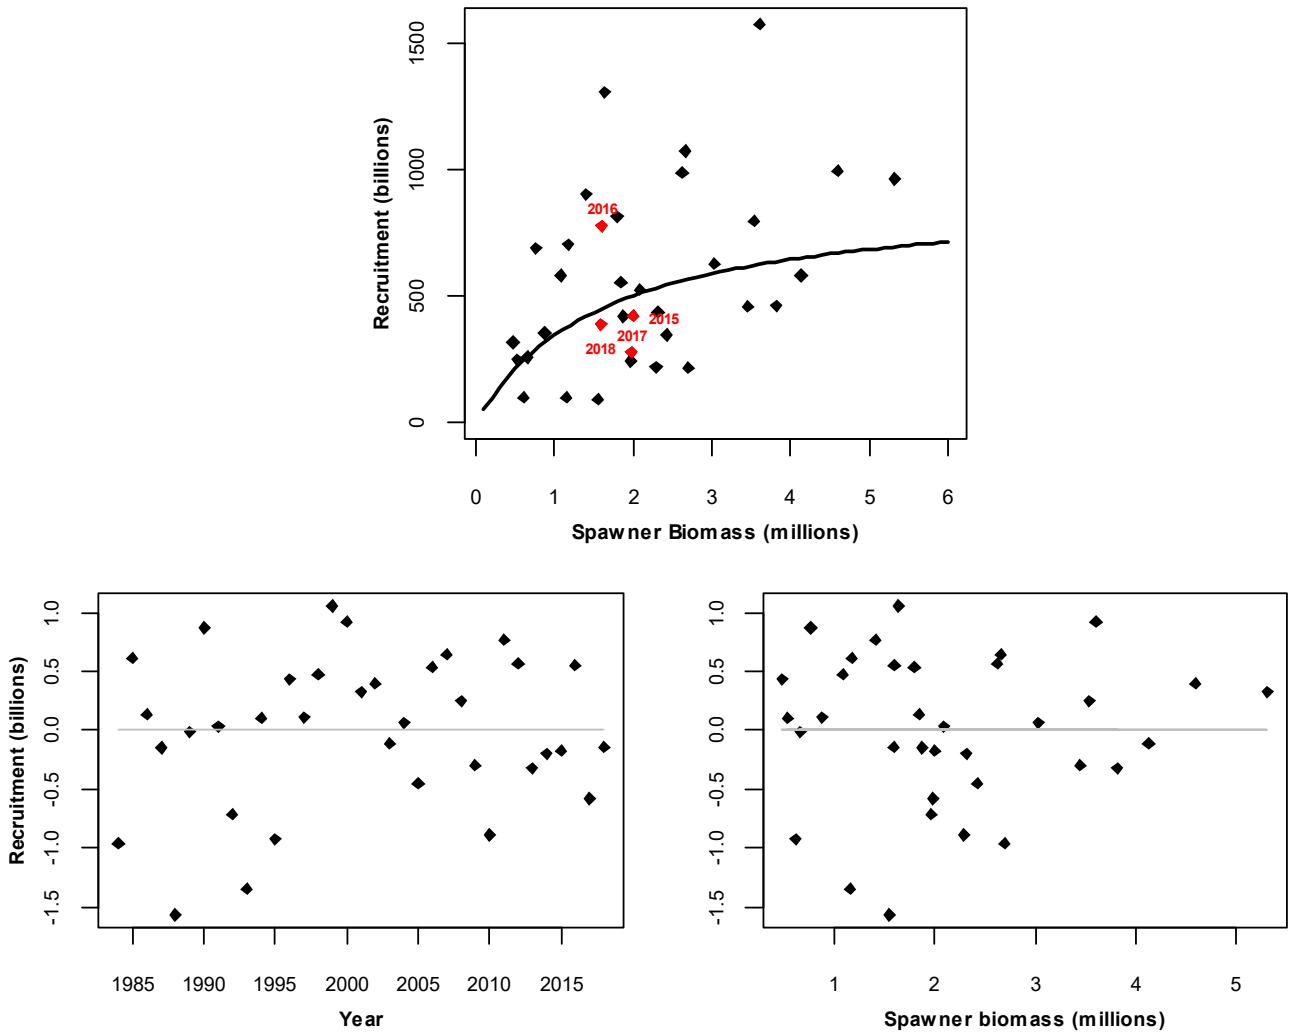 Recruitment (billions)
1500
1000
500
0
2016
2015
2017
2018
0 1 2 3 4 5 6
Spawner Biomass (millions)
Recruitment (billions)
1.0
0.5
0.0
-0.5
-1.0
-1.5
1985 1990 1995 2000 2005 2010 2015
Year
1.0
0.5
0.0
-0.5
-1.0
-1.5
1 2 3 4 5
Spawner biomass (millions)